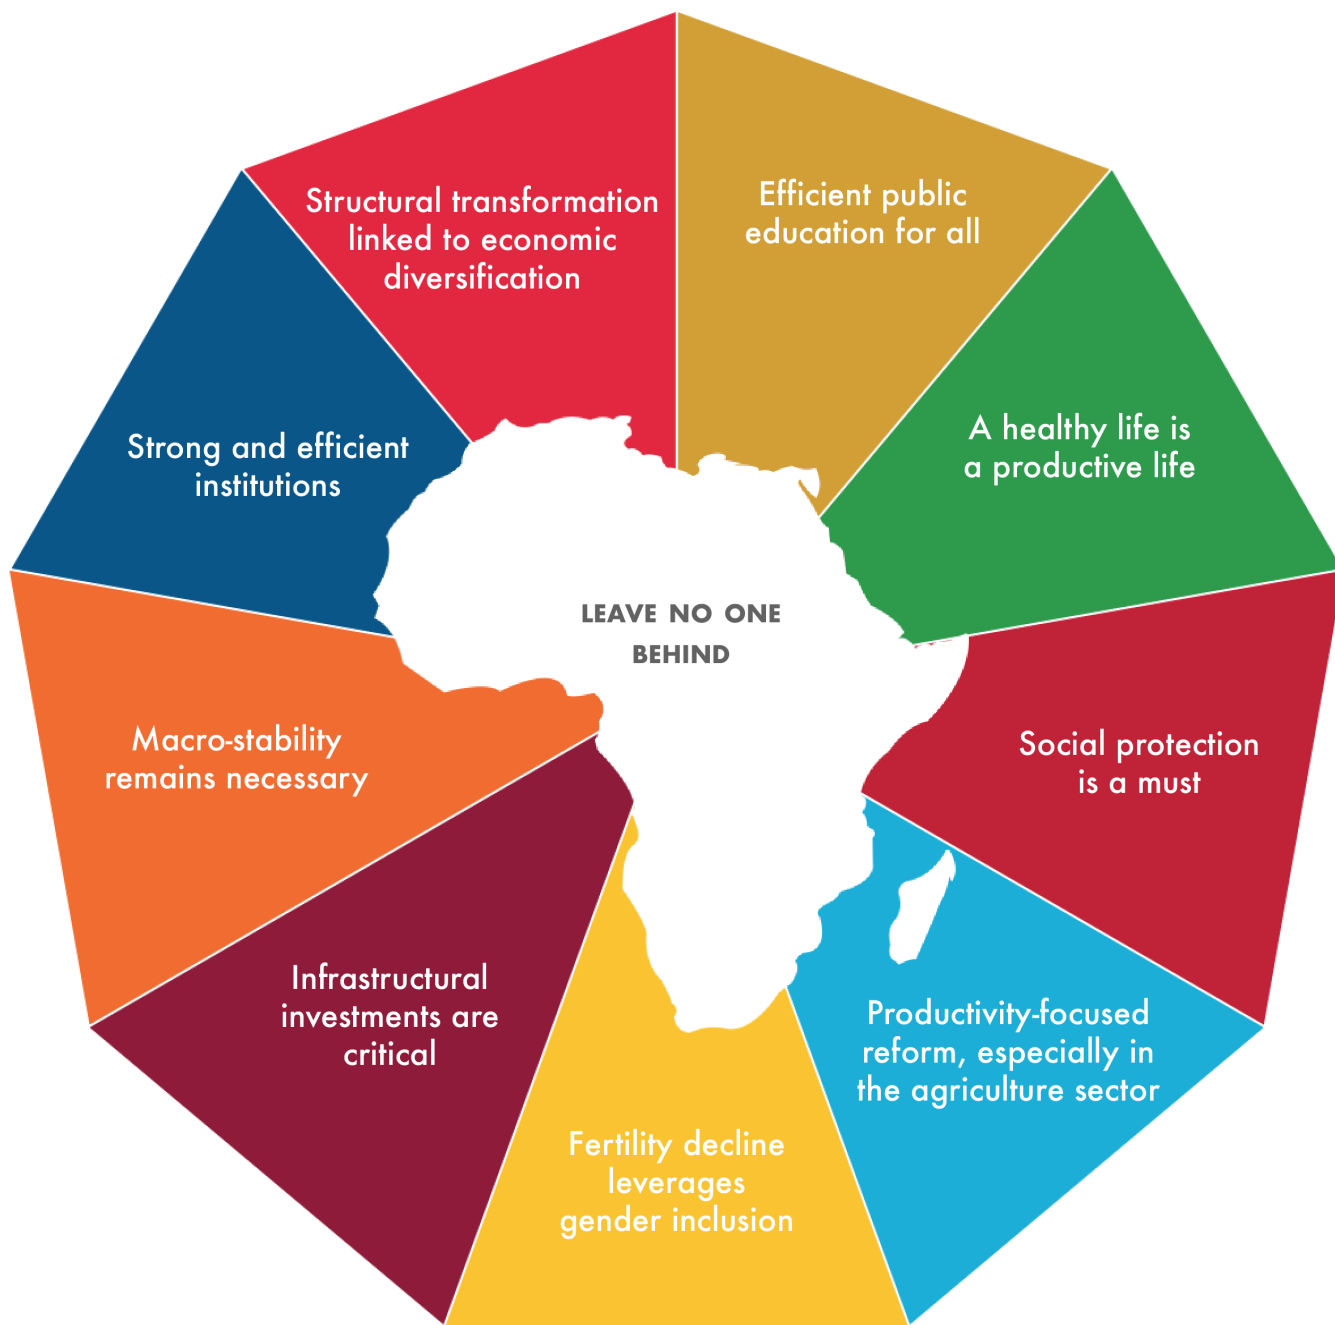 Structural transformation
linked to economic
diversification
Efficient public
education for all
A healthy life is
a productive life
Social protection
is a must
Productivity-focused
reform, especially in
the agriculture sector
Fertility decline
leverages
gender inclusion
Infrastructural
investments are
critical
Macro-stability
remains necessary
Strong and efficient
institutions
LEAVE NO ONE
BEHIND